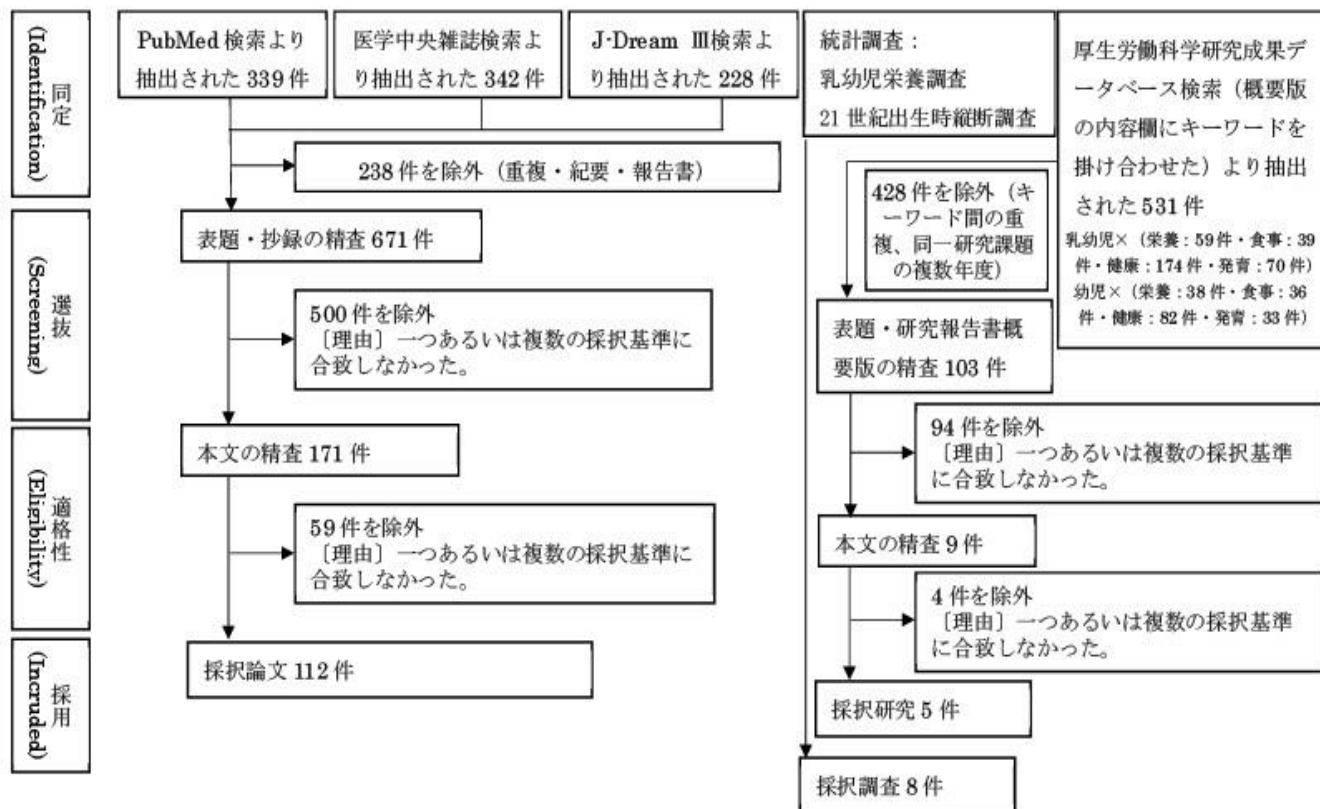 同定
(Identification)
PubMed 検索より
抽出された 339 件
医学中央雑誌検索よ
り抽出された 342 件
J-Dream Ⅲ検索よ
り抽出された 228 件
統計調査：
乳幼児栄養調査
21 世紀出生時縦断調査
厚生労働科学研究成果デ
ータベース検索（概要版
の内容欄にキーワードを
掛け合わせた）より抽出
された 531 件
乳幼児×（栄養：59 件・食事：39
件・健康：174 件・発育：70 件）
幼児×（栄養：38 件・食事：36
件・健康：82 件・発育：33 件）
238 件を除外（重複・紀要・報告書）
428 件を除外（キ
ーワード間の重
複、同一研究課題
の複数年度）
選抜
(Screening)
表題・抄録の精査 671 件
500 件を除外
〔理由〕一つあるいは複数の採択基準に
合致しなかった。
表題・研究報告書概
要版の精査 103 件
94 件を除外
〔理由〕一つあるいは複数の採択基準
に合致しなかった。
適格性
(Eligibility)
本文の精査 171 件
59 件を除外
〔理由〕一つあるいは複数の採択基準に
合致しなかった。
本文の精査 9 件
4 件を除外
〔理由〕一つあるいは複数の採択基準
に合致しなかった。
採用
(Incruded)
採択論文 112 件
採択研究 5 件
採択調査 8 件